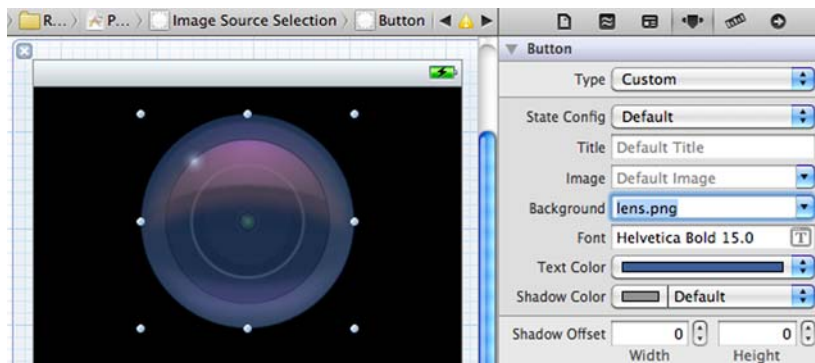 R... P... Image Source Selection Button
Button
Type Custom
State Config Default
Title Default Title
Image Default Image
Background lens.png
Font Helvetica Bold 15.0 T
Text Color
Shadow Color Default
Shadow Offset 0 0
Width Height